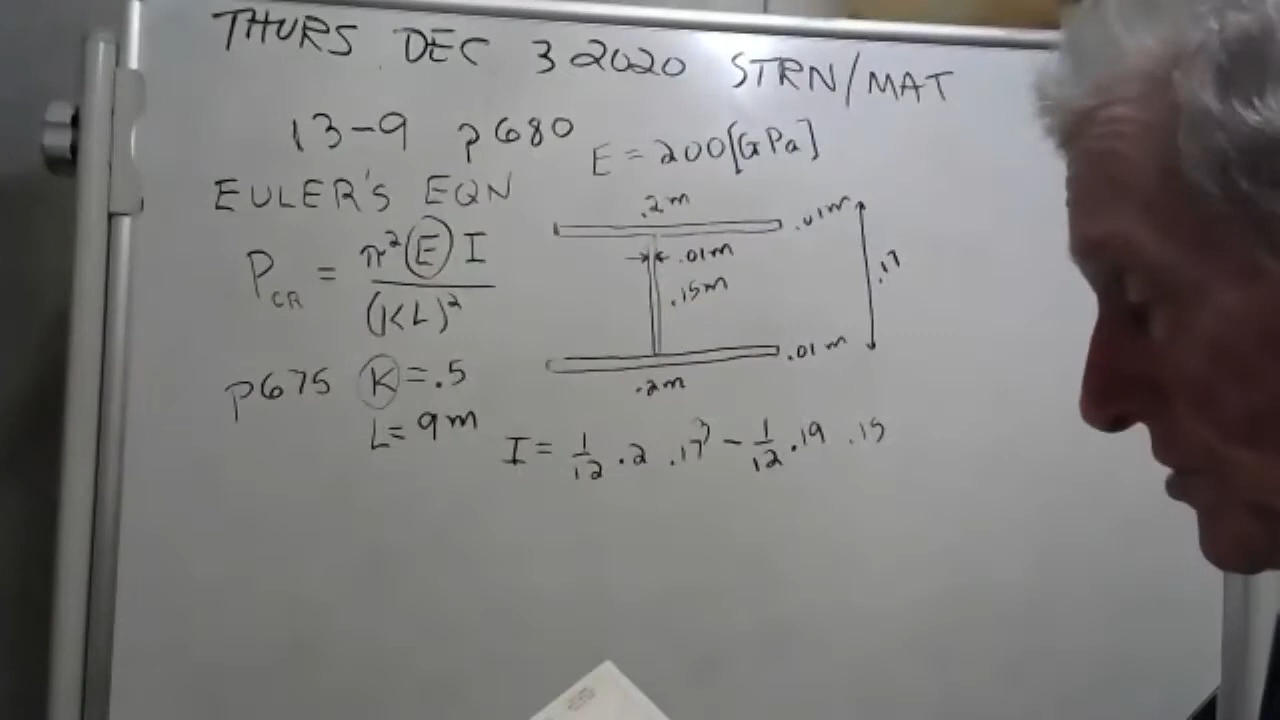 THURS DEC 3 2020 STRN/MAT
13-9 p680 E = 200[GPa]
EULER'S EQN
P_CR = π²(E)I / (KL)²
p675 K = .5
L = 9m
.2m
.01m
.01m
.15m
.17
.01m
.2m
I = 1/12 .2 .17³ - 1/12 .19 .15